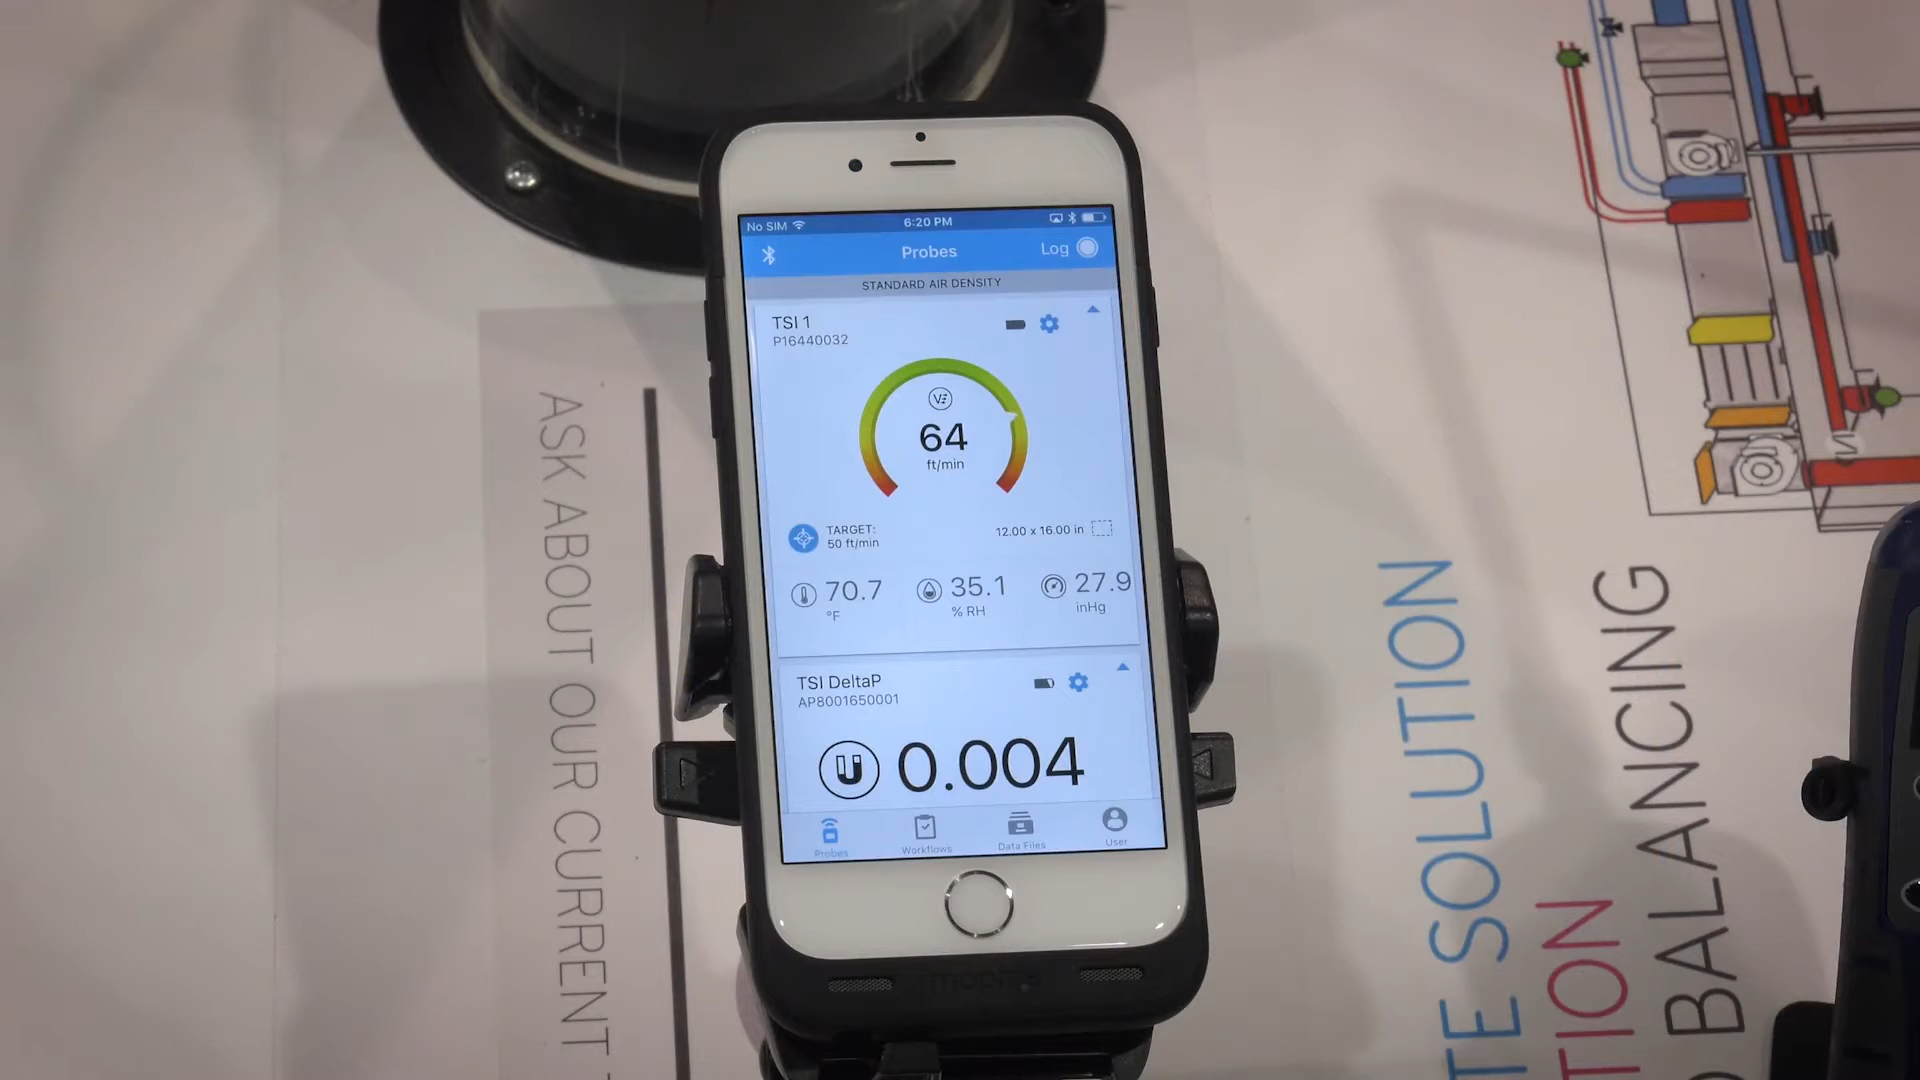 No SIM
6:20 PM
Probes
Log
STANDARD AIR DENSITY
TSI 1
P16440032
64
ft/min
TARGET:
50 ft/min
12.00 x 16.00 in
70.7
°F
35.1
% RH
27.9
inHg
TSI DeltaP
AP8001650001
0.004
Probes
Workflows
Data Files
User
ASK ABOUT OUR CURRENT
SOLUTION
BALANCING